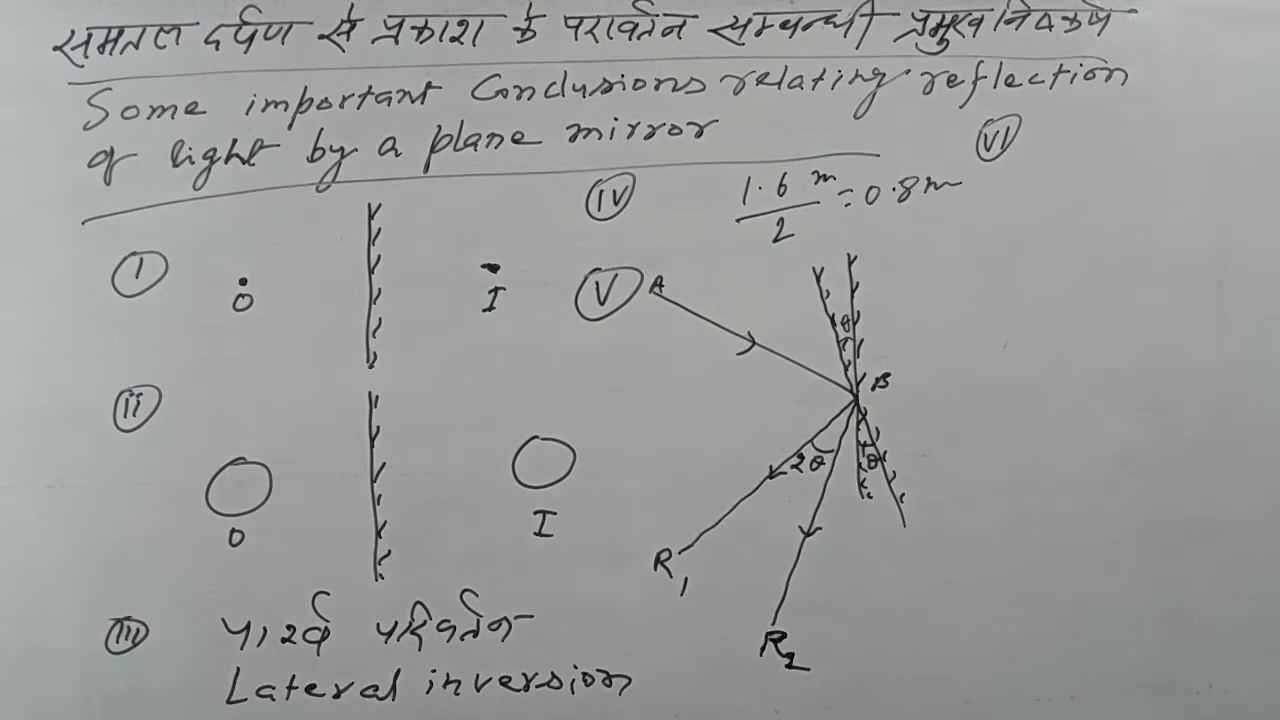 समतल दर्पण से प्रकाश के परावर्तन सम्बन्धी प्रमुख निष्कर्ष
Some important Conclusions relating reflection
of light by a plane mirror
I
O
I
II
O
I
III
पार्श्व परिवर्तन
Lateral inversion
IV
1.6 m
2
= 0.8m
V
A
θ
B
2θ
θ
R1
R2
VI